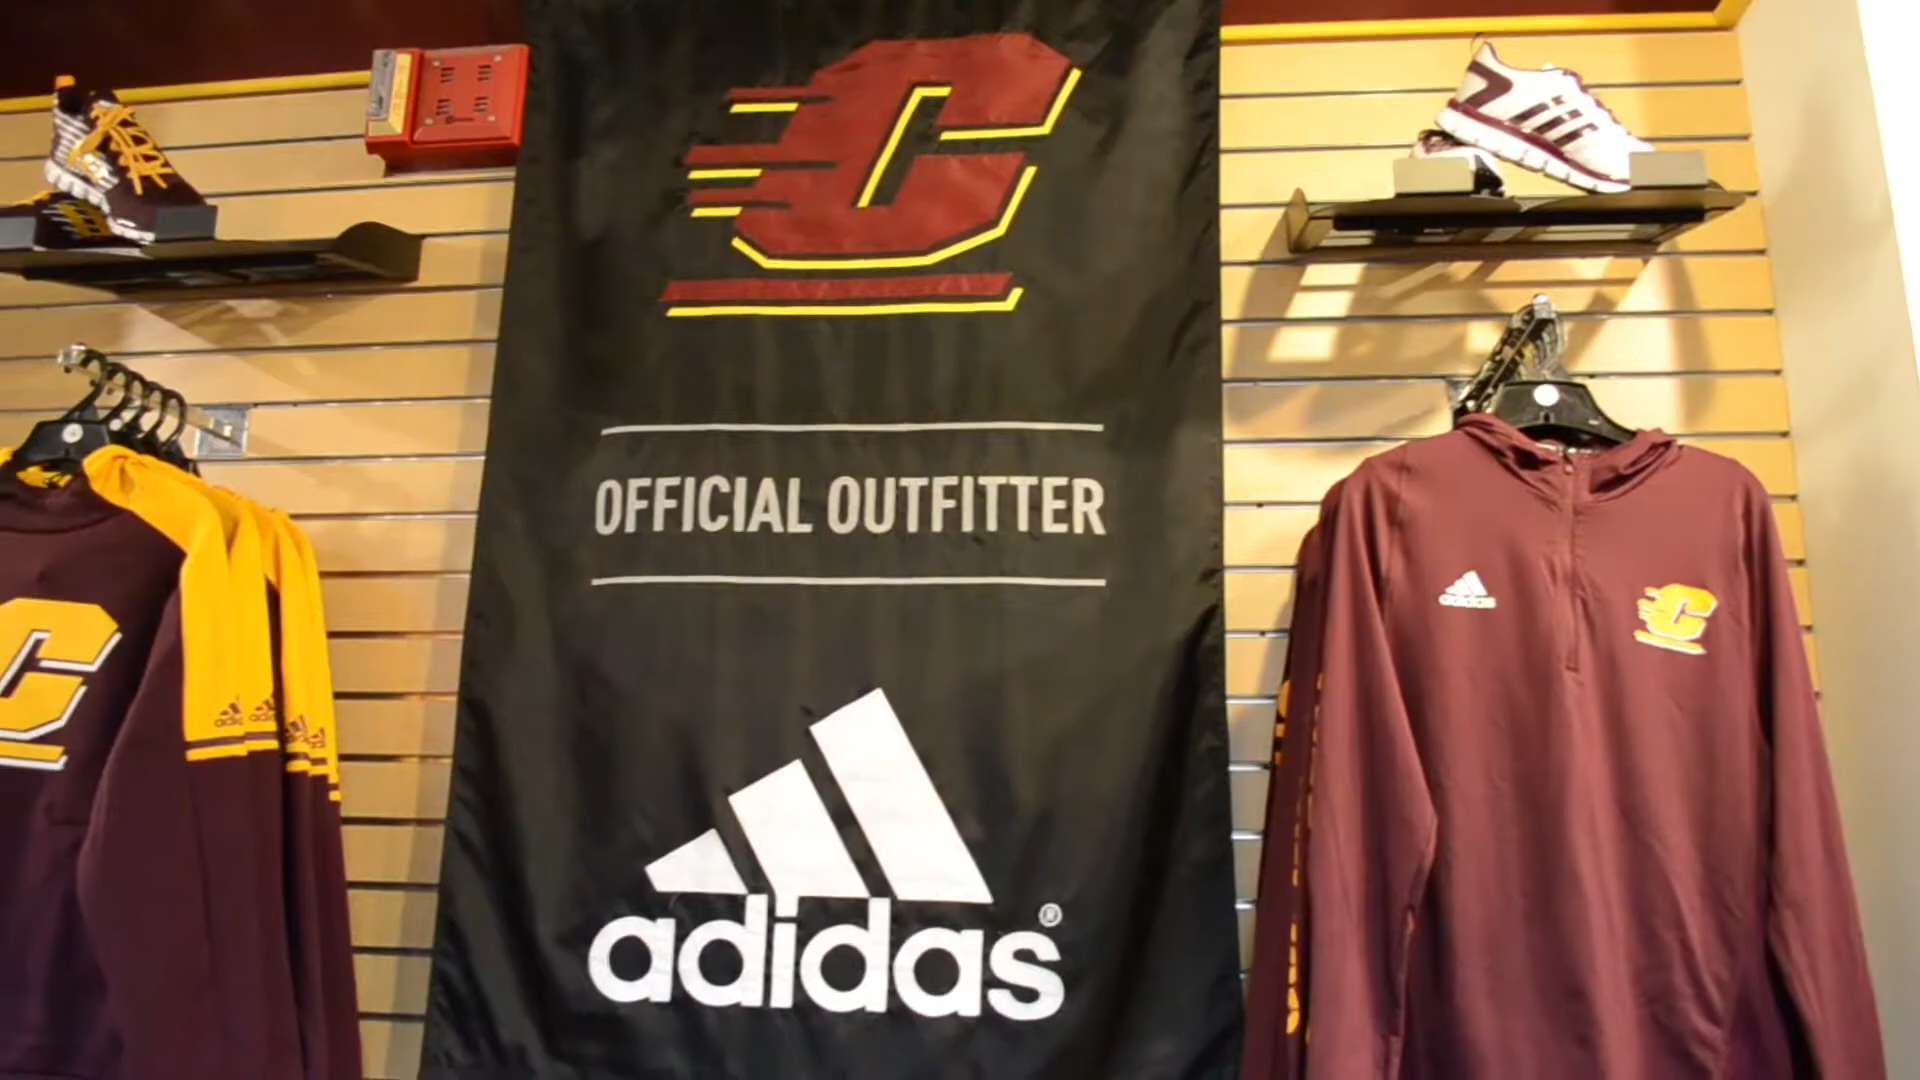 C
OFFICIAL OUTFITTER
adidas®
C
adidas
C